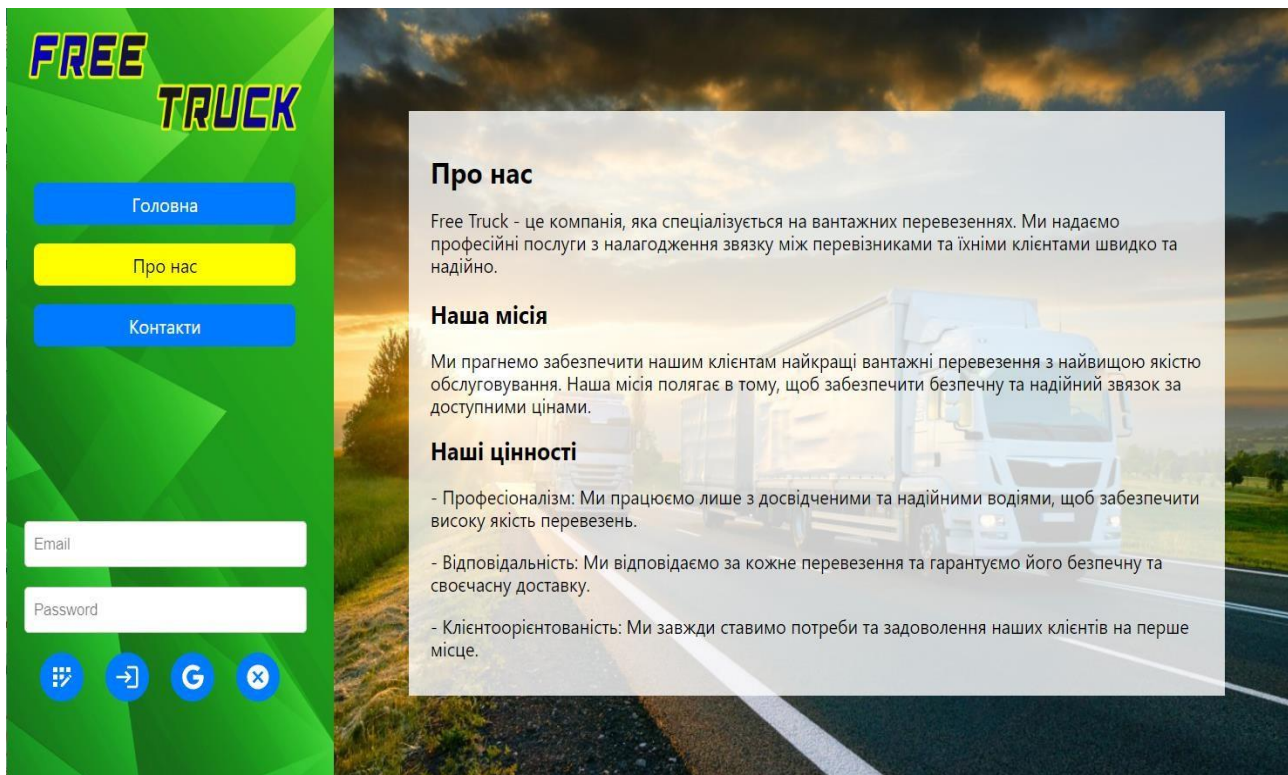 FREE
TRUCK
Головна
Про нас
Контакти
Email
Password
G
Про нас
Free Truck - це компанія, яка спеціалізується на вантажних перевезеннях. Ми надаємо
професійні послуги з налагодження звязку між перевізниками та їхніми клієнтами швидко та
надійно.
Наша місія
Ми прагнемо забезпечити нашим клієнтам найкращі вантажні перевезення з найвищою якістю
обслуговування. Наша місія полягає в тому, щоб забезпечити безпечну та надійний звязок за
доступними цінами.
Наші цінності
- Професіоналізм: Ми працюємо лише з досвідченими та надійними водіями, щоб забезпечити
високу якість перевезень.
- Відповідальність: Ми відповідаємо за кожне перевезення та гарантуємо його безпечну та
своєчасну доставку.
- Клієнтоорієнтованість: Ми завжди ставимо потреби та задоволення наших клієнтів на перше
місце.